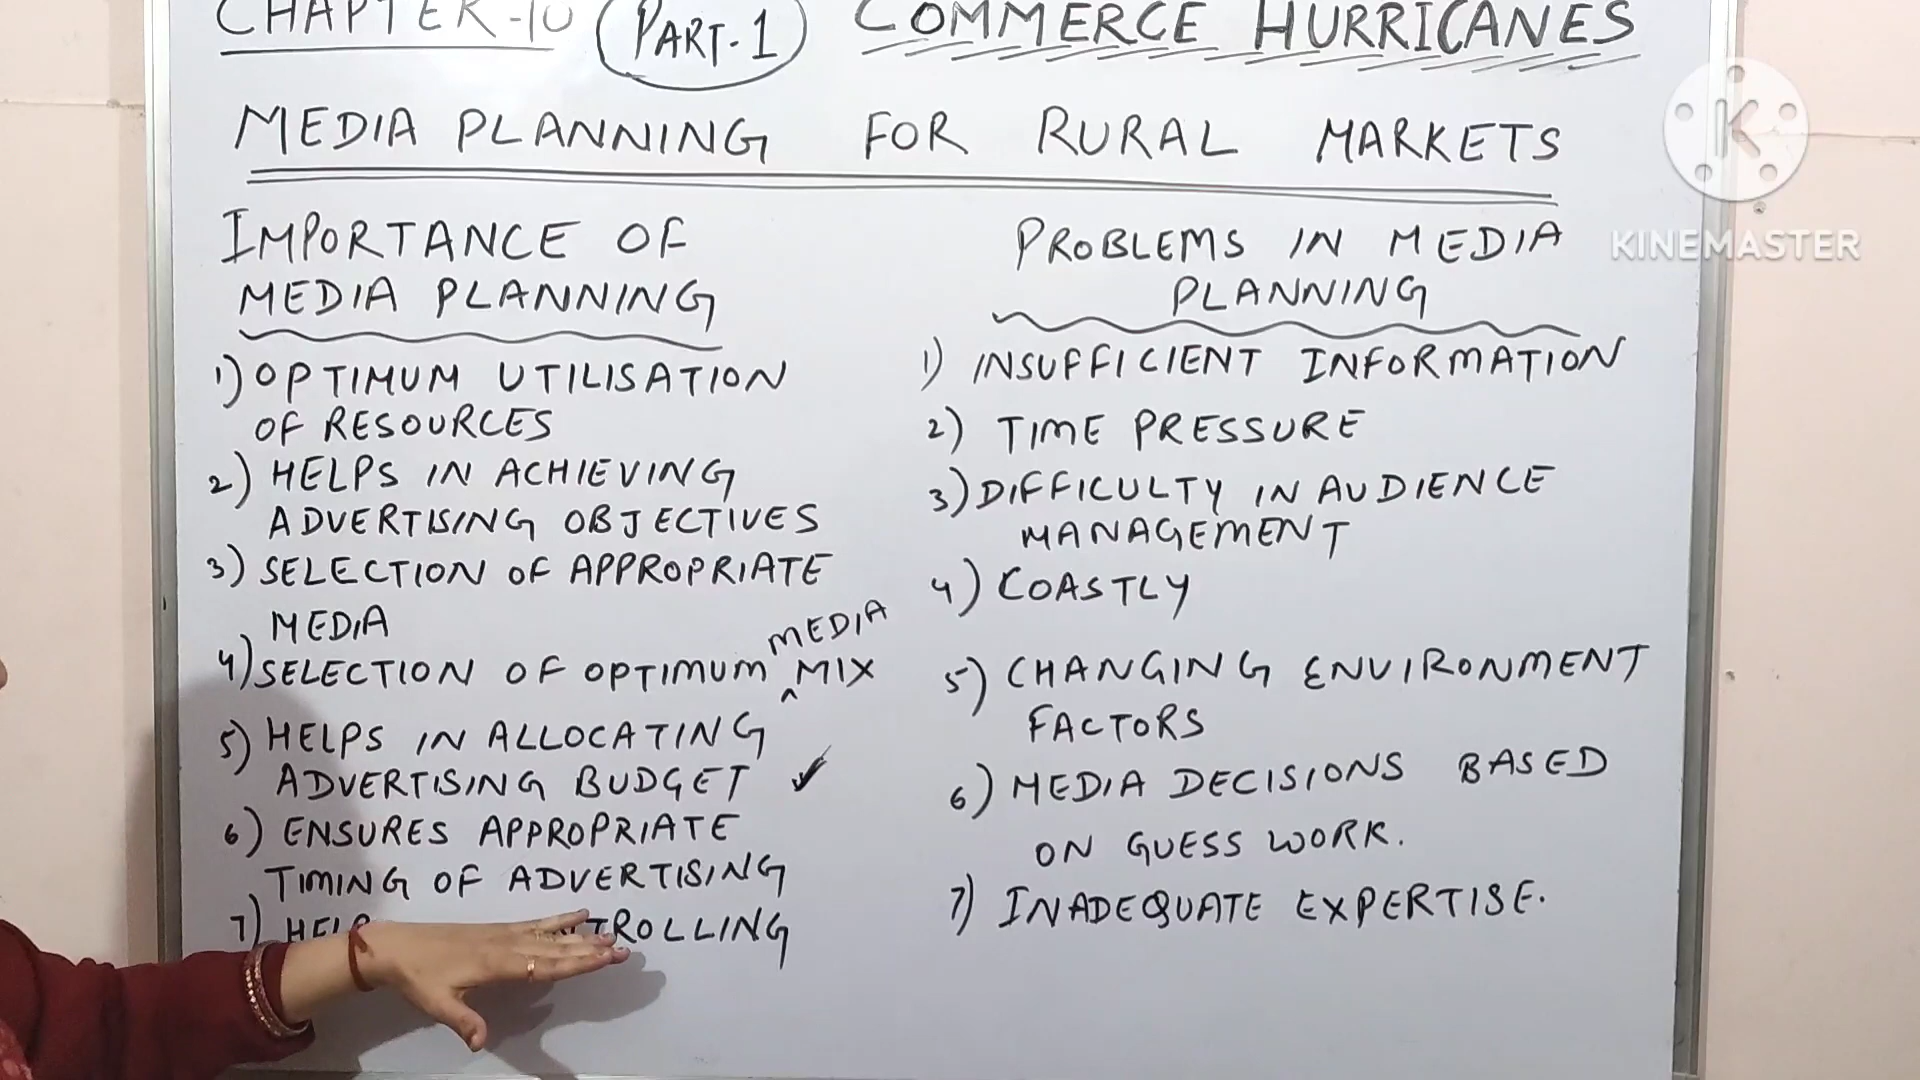 CHAPTER-10 PART-1 COMMERCE HURRICANES
MEDIA PLANNING FOR RURAL MARKETS
IMPORTANCE OF
MEDIA PLANNING
1) OPTIMUM UTILISATION
OF RESOURCES
2) HELPS IN ACHIEVING
ADVERTISING OBJECTIVES
3) SELECTION OF APPROPRIATE
MEDIA
4) SELECTION OF OPTIMUM MEDIA MIX
5) HELPS IN ALLOCATING
ADVERTISING BUDGET ✓
6) ENSURES APPROPRIATE
TIMING OF ADVERTISING
7)
PROBLEMS IN MEDIA
PLANNING
1) INSUFFICIENT INFORMATION
2) TIME PRESSURE
3) DIFFICULTY IN AUDIENCE
MANAGEMENT
4) COASTLY
5) CHANGING ENVIRONMENT
FACTORS
6) MEDIA DECISIONS BASED
ON GUESS WORK.
7) INADEQUATE EXPERTISE.
K
KINEMASTER